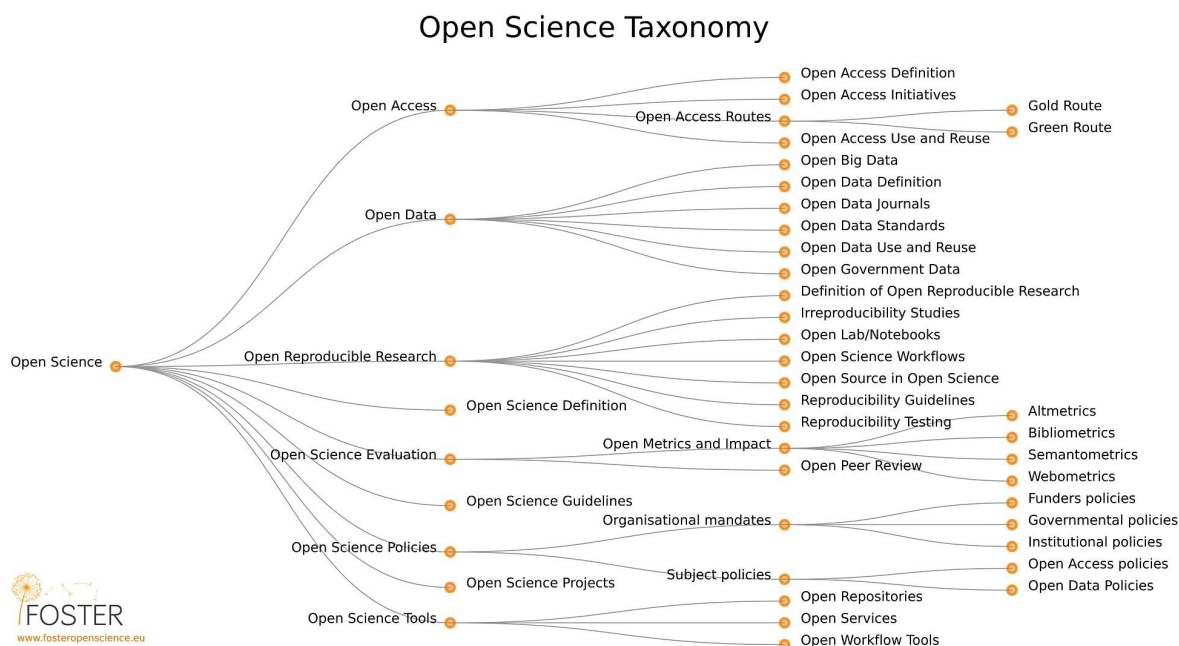 Open Science Taxonomy
Open Science
Open Access
Open Access Definition
Open Access Initiatives
Open Access Routes
Gold Route
Green Route
Open Access Use and Reuse
Open Data
Open Big Data
Open Data Definition
Open Data Journals
Open Data Standards
Open Data Use and Reuse
Open Government Data
Open Reproducible Research
Definition of Open Reproducible Research
Irreproducibility Studies
Open Lab/Notebooks
Open Science Workflows
Open Source in Open Science
Reproducibility Guidelines
Reproducibility Testing
Open Science Definition
Open Science Evaluation
Open Metrics and Impact
Altmetrics
Bibliometrics
Semantometrics
Webometrics
Open Peer Review
Open Science Guidelines
Open Science Policies
Organisational mandates
Funders policies
Governmental policies
Institutional policies
Subject policies
Open Access policies
Open Data Policies
Open Science Projects
Open Science Tools
Open Repositories
Open Services
Open Workflow Tools
FOSTER
www.fosteropenscience.eu